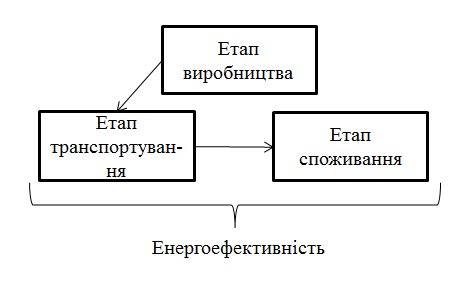 Етап
виробництва
Етап
транспортуван-
ня
Етап
споживання
Енергоефективність